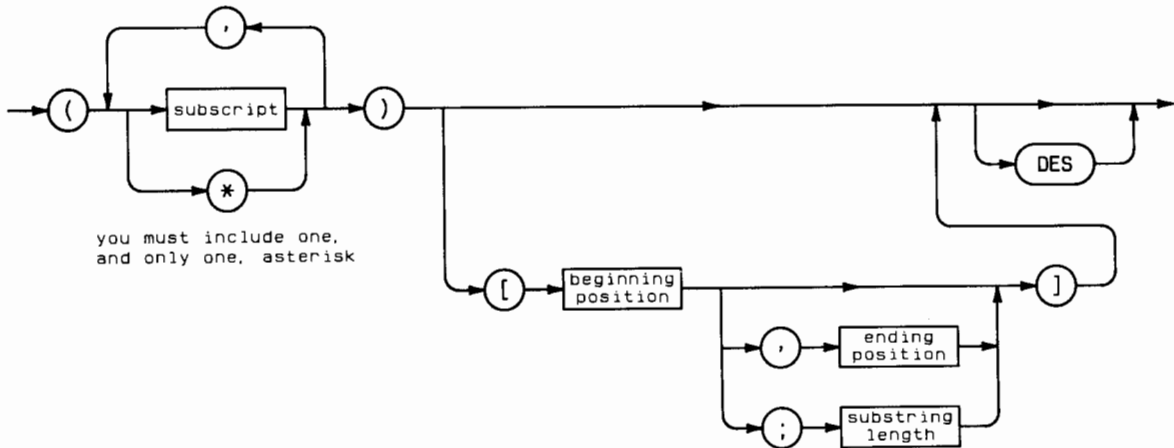 ,
( subscript ) DES
*
you must include one,
and only one, asterisk
[ beginning
position ]
, ending
position
; substring
length